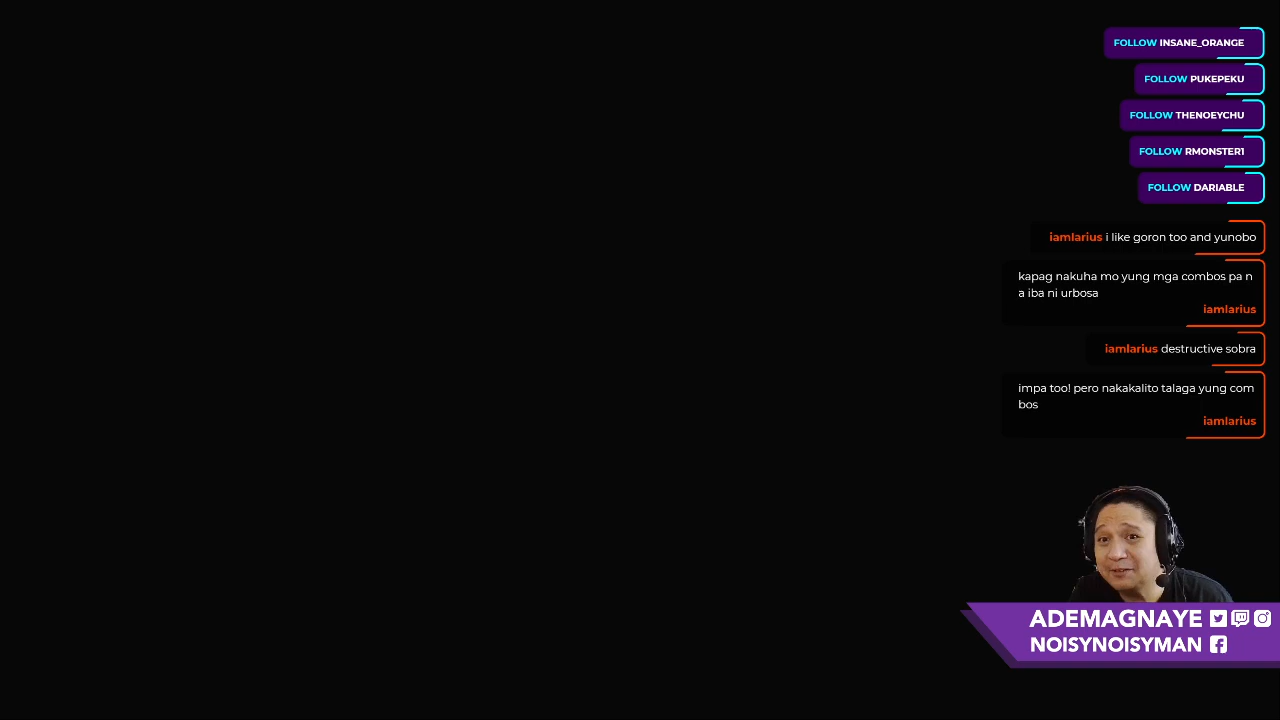 FOLLOW INSANE_ORANGE
FOLLOW PUKEPEKU
FOLLOW THENOEYCHU
FOLLOW RMONSTER1
FOLLOW DARIABLE
iamlarius i like goron too and yunobo
kapag nakuha mo yung mga combos pa n
a iba ni urbosa
iamlarius
iamlarius destructive sobra
impa too! pero nakakalito talaga yung com
bos
iamlarius
ADEMAGNAYE
NOISYNOISYMAN